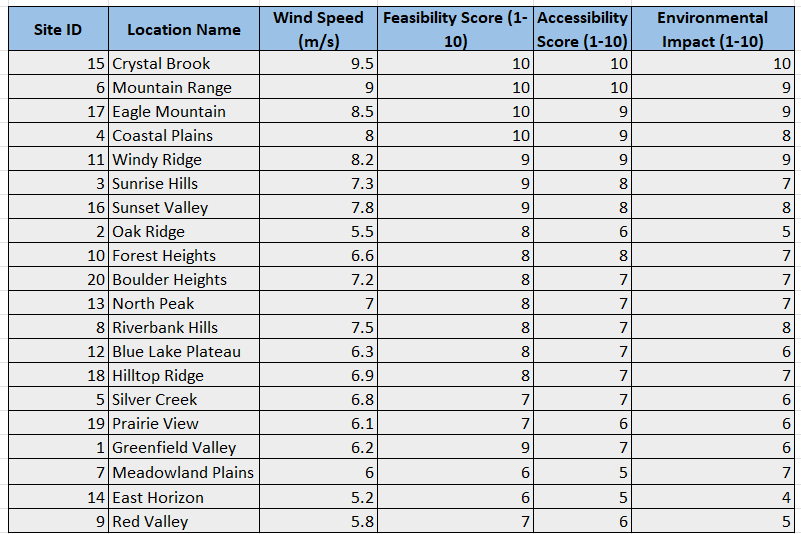 Site ID Location Name Wind Speed (m/s) Feasibility Score (1-10) Accessibility Score (1-10) Environmental Impact (1-10)
15 Crystal Brook 9.5 10 10 10
6 Mountain Range 9 10 10 9
17 Eagle Mountain 8.5 10 9 9
4 Coastal Plains 8 10 9 8
11 Windy Ridge 8.2 9 9 9
3 Sunrise Hills 7.3 9 8 7
16 Sunset Valley 7.8 9 8 8
2 Oak Ridge 5.5 8 6 5
10 Forest Heights 6.6 8 8 7
20 Boulder Heights 7.2 8 7 7
13 North Peak 7 8 7 7
8 Riverbank Hills 7.5 8 7 8
12 Blue Lake Plateau 6.3 8 7 6
18 Hilltop Ridge 6.9 8 7 7
5 Silver Creek 6.8 7 7 6
19 Prairie View 6.1 7 6 6
1 Greenfield Valley 6.2 9 7 6
7 Meadowland Plains 6 6 5 7
14 East Horizon 5.2 6 5 4
9 Red Valley 5.8 7 6 5